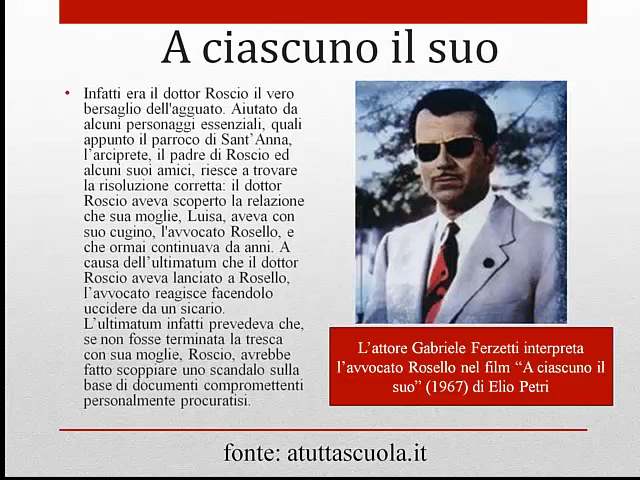 A ciascuno il suo
• Infatti era il dottor Roscio il vero
bersaglio dell'agguato. Aiutato da
alcuni personaggi essenziali, quali
appunto il parroco di Sant'Anna,
l'arciprete, il padre di Roscio ed
alcuni suoi amici, riesce a trovare
la risoluzione corretta: il dottor
Roscio aveva scoperto la relazione
che sua moglie, Luisa, aveva con
suo cugino, l'avvocato Rosello, e
che ormai continuava da anni. A
causa dell'ultimatum che il dottor
Roscio aveva lanciato a Rosello,
l'avvocato reagisce facendolo
uccidere da un sicario.
L'ultimatum infatti prevedeva che,
se non fosse terminata la tresca
con sua moglie, Roscio, avrebbe
fatto scoppiare uno scandalo sulla
base di documenti compromettenti
personalmente procuratisi.
L'attore Gabriele Ferzetti interpreta
l'avvocato Rosello nel film “A ciascuno il
suo” (1967) di Elio Petri
fonte: atuttascuola.it